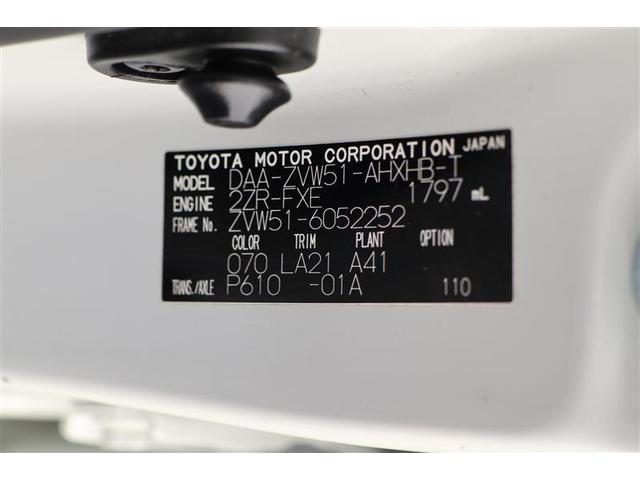 TOYOTA MOTOR CORPORATION JAPAN
MODEL DAA-ZVW51-AHXHB-T
ENGINE 2ZR-FXE 1797 mL
FRAME No. ZVW51-6052252
COLOR TRIM PLANT OPTION
070 LA21 A41
TRANS./AXLE P610 -01A 110